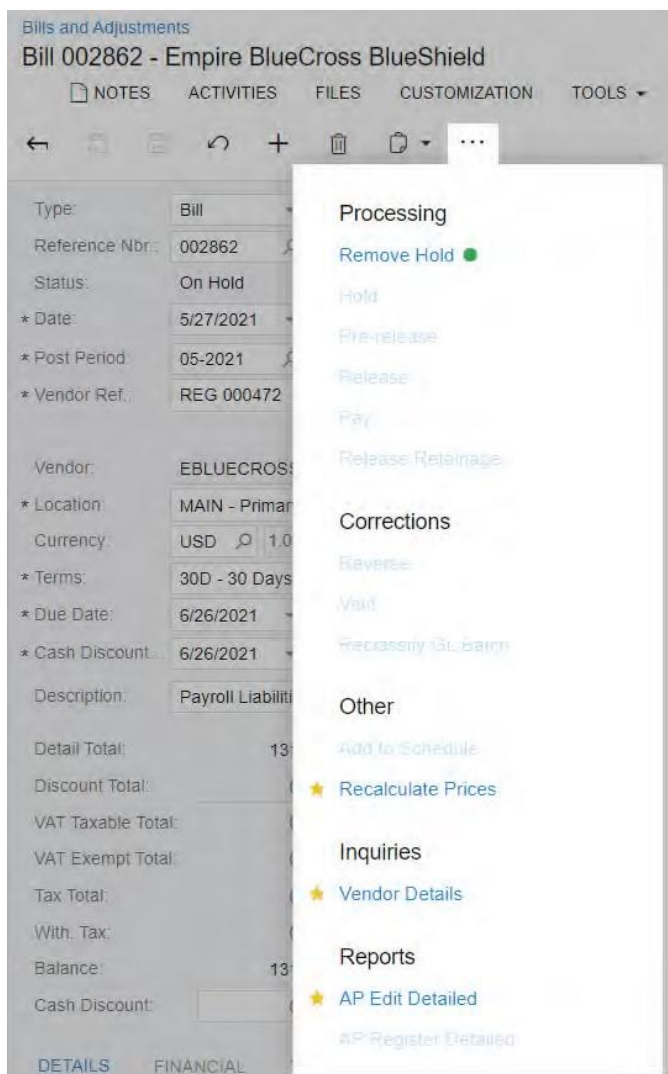 Bills and Adjustments
Bill 002862 - Empire BlueCross BlueShield
NOTES ACTIVITIES FILES CUSTOMIZATION TOOLS
Type: Bill
Reference Nbr.: 002862
Status: On Hold
* Date: 5/27/2021
* Post Period: 05-2021
* Vendor Ref.: REG 000472
Vendor: EBLUECROSS
* Location: MAIN - Primar
Currency: USD 1.0
* Terms: 30D - 30 Days
* Due Date: 6/26/2021
* Cash Discount... 6/26/2021
Description: Payroll Liabiliti
Detail Total: 13
Discount Total:
VAT Taxable Total:
VAT Exempt Total:
Tax Total:
With. Tax:
Balance: 13
Cash Discount:
DETAILS FINANCIAL
Processing
Remove Hold
Hold
Pre-release
Release
Pay
Release Retainage
Corrections
Reverse
Void
Reclassify GL Batch
Other
Add to Schedule
Recalculate Prices
Inquiries
Vendor Details
Reports
AP Edit Detailed
AP Register Detailed